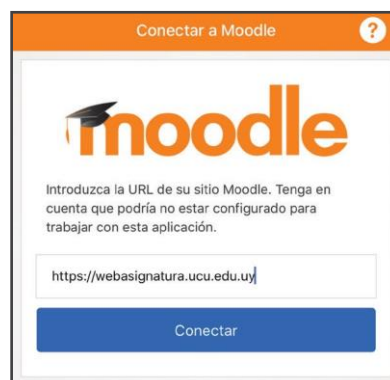 Conectar a Moodle
?
moodle
Introduzca la URL de su sitio Moodle. Tenga en
cuenta que podría no estar configurado para
trabajar con esta aplicación.
https://webasignatura.ucu.edu.uy
Conectar